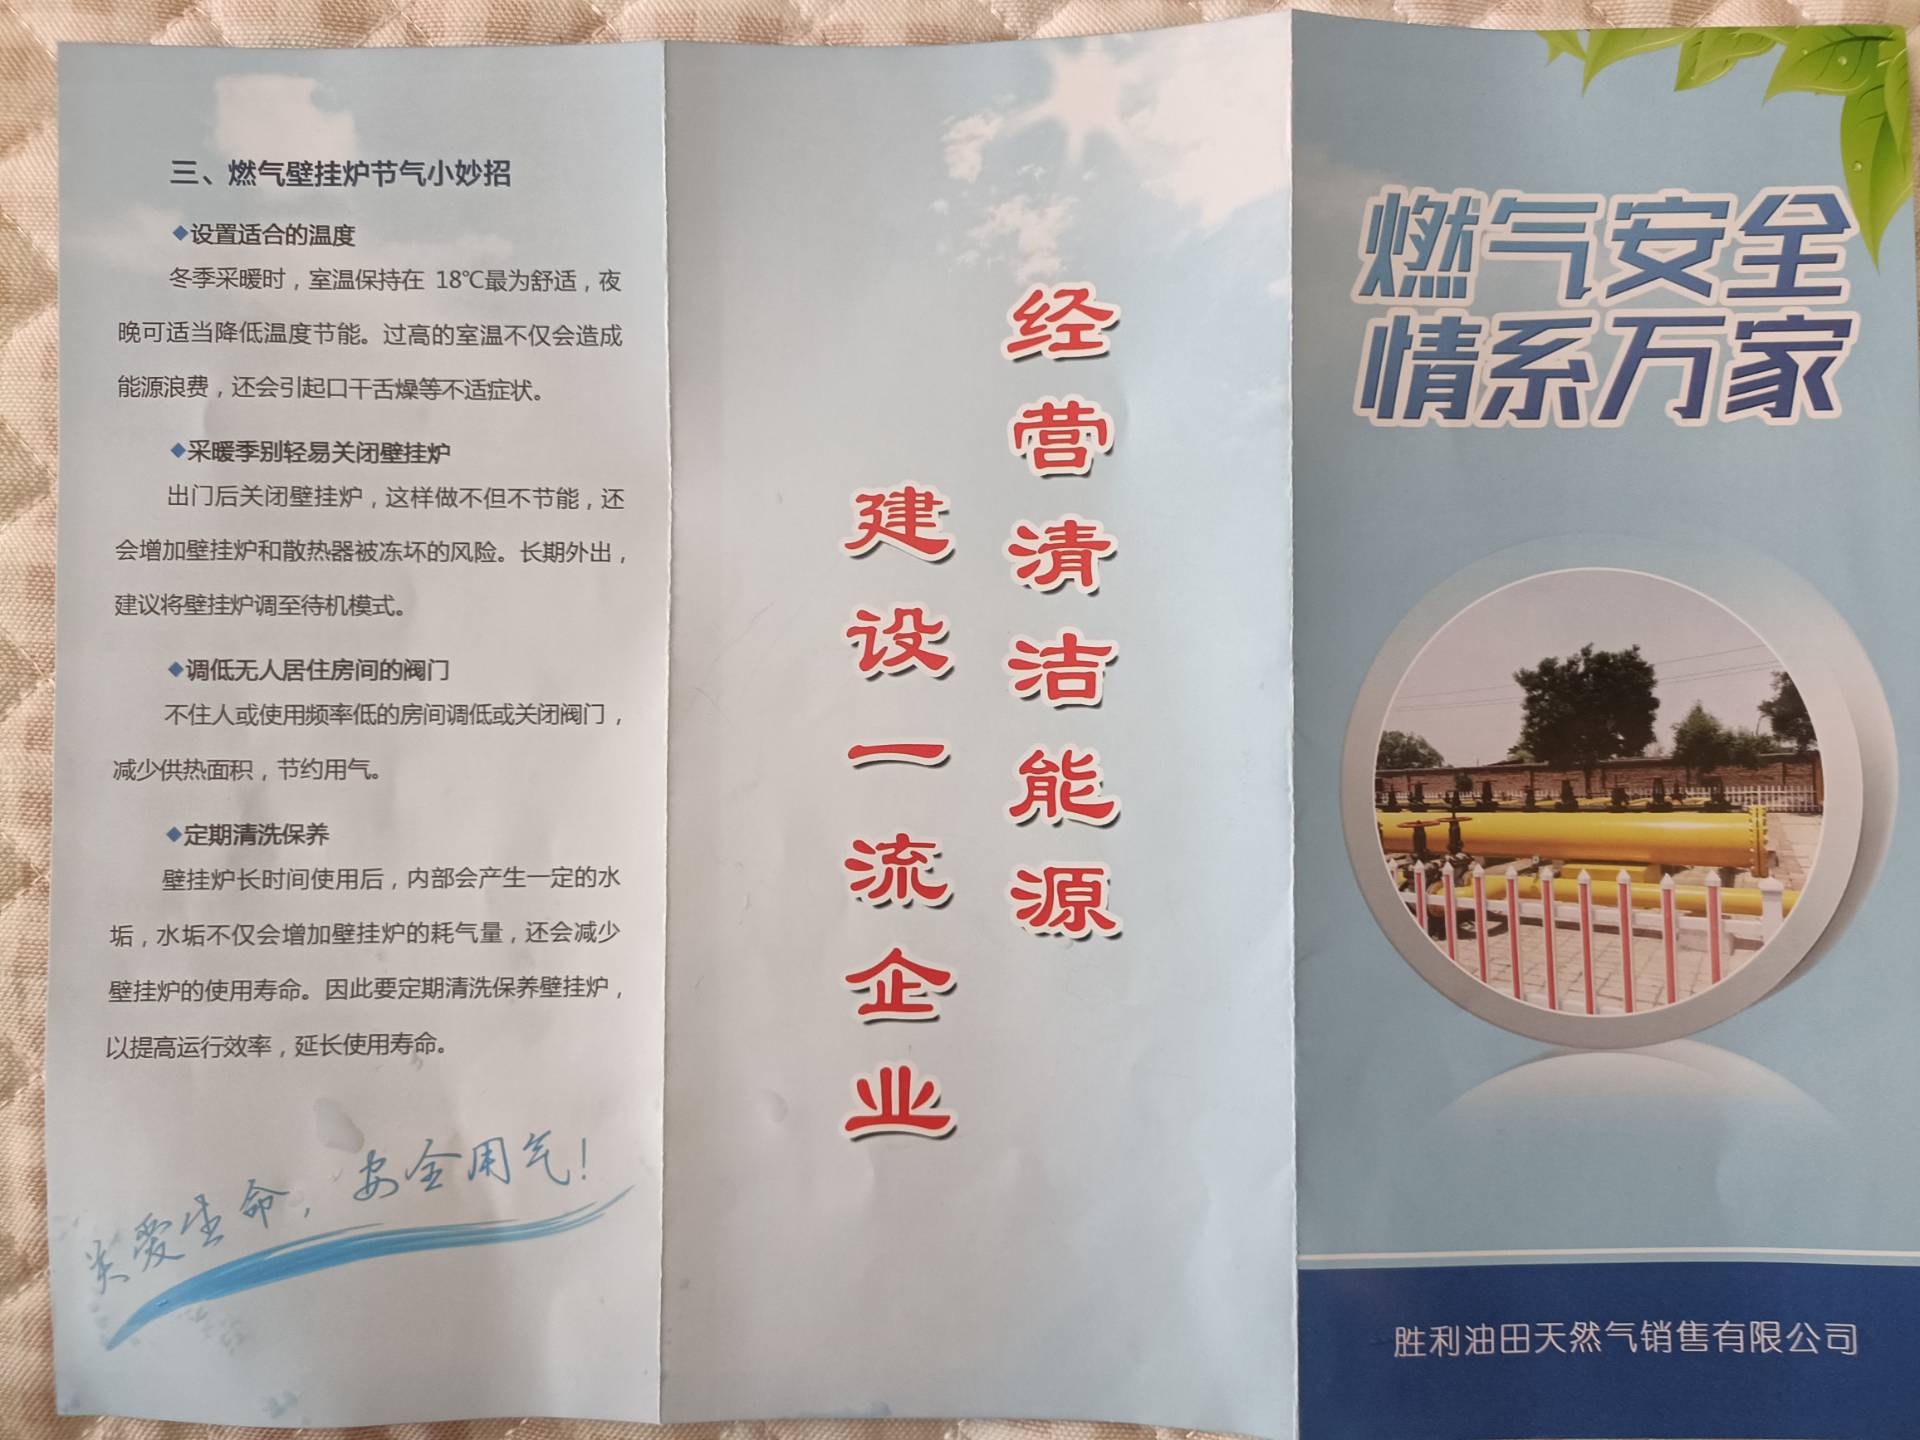 三、燃气壁挂炉节气小妙招
◆设置适合的温度
冬季采暖时，室温保持在 18℃最为舒适，夜
晚可适当降低温度节能。过高的室温不仅会造成
能源浪费，还会引起口干舌燥等不适症状。
◆采暖季别轻易关闭壁挂炉
出门后关闭壁挂炉，这样做不但不节能，还
会增加壁挂炉和散热器被冻坏的风险。长期外出，
建议将壁挂炉调至待机模式。
◆调低无人居住房间的阀门
不住人或使用频率低的房间调低或关闭阀门，
减少供热面积，节约用气。
◆定期清洗保养
壁挂炉长时间使用后，内部会产生一定的水
垢，水垢不仅会增加壁挂炉的耗气量，还会减少
壁挂炉的使用寿命。因此要定期清洗保养壁挂炉，
以提高运行效率，延长使用寿命。
关爱生命，安全用气！
经营清洁能源
建设一流企业
燃气安全
情系万家
胜利油田天然气销售有限公司